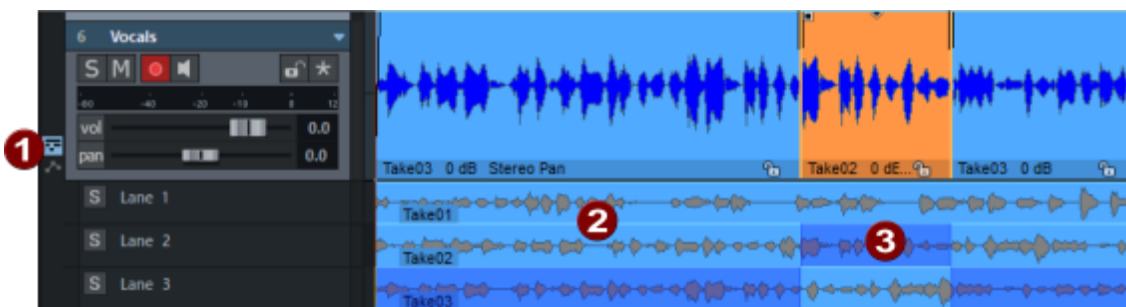 6 Vocals
S M
-60 -40 -20 -10 0 12
vol 0.0
1
pan 0.0
Take03 0 dB Stereo Pan
Take02 0 dE...
Take03 0 dB
S Lane 1
Take01
2
S Lane 2
Take02
3
S Lane 3
Take03